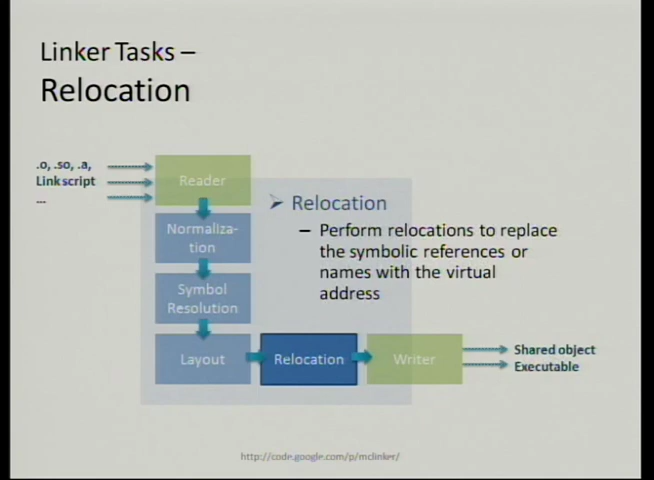 Linker Tasks –
Relocation
.o, .so, .a,
Link script
...
Reader
Normaliza-
tion
Symbol
Resolution
Layout
Relocation
Writer
➢ Relocation
– Perform relocations to replace
the symbolic references or
names with the virtual
address
Shared object
Executable
http://code.google.com/p/mclinker/